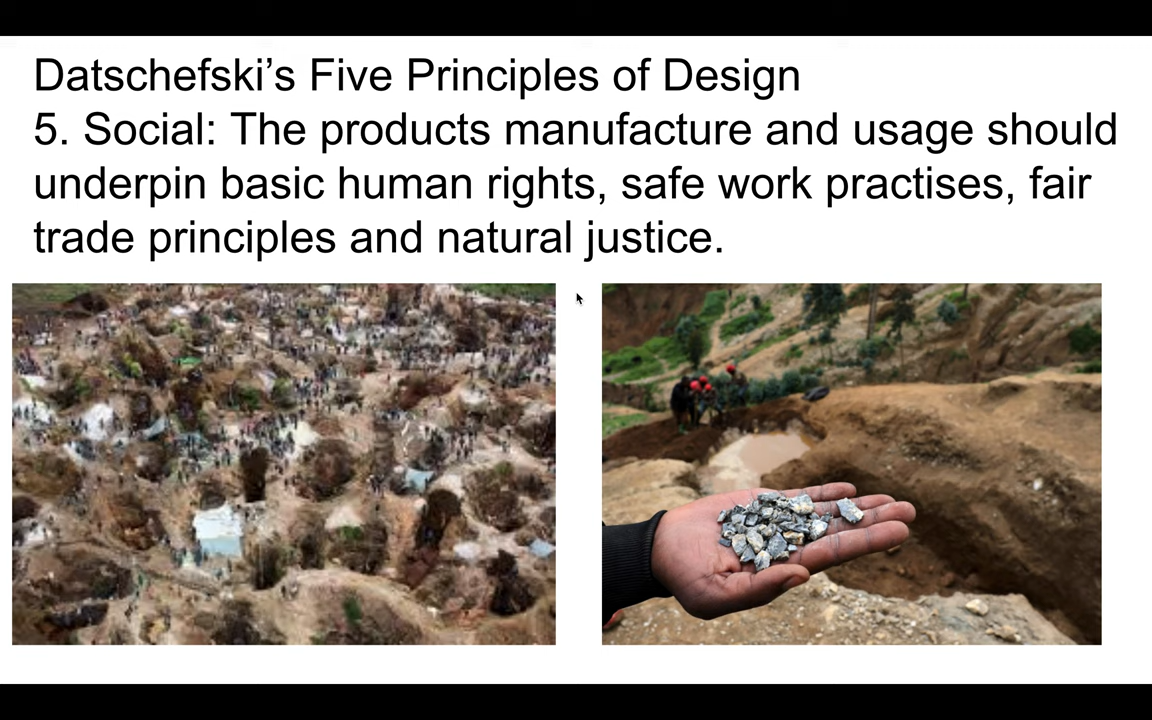 Datschefski’s Five Principles of Design
5. Social: The products manufacture and usage should
underpin basic human rights, safe work practises, fair
trade principles and natural justice.